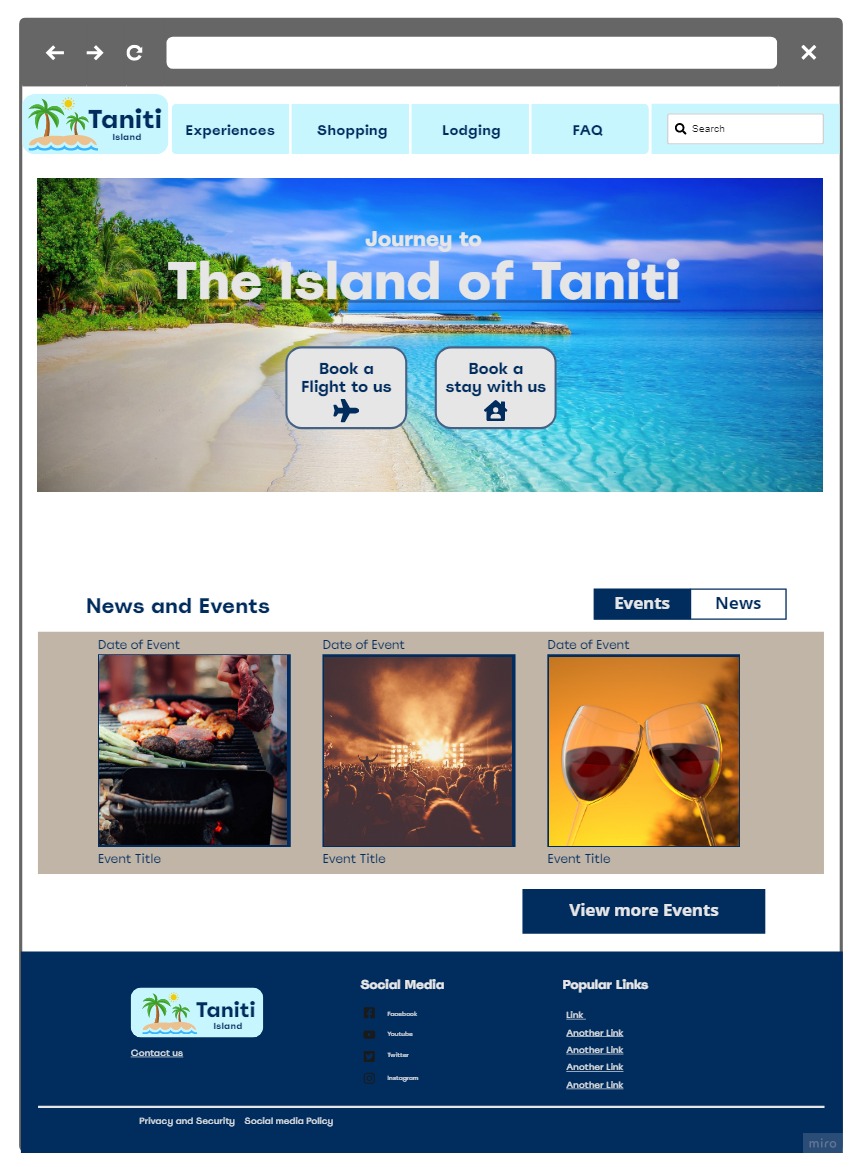 Taniti
Island
Experiences
Shopping
Lodging
FAQ
Search
Journey to
The Island of Taniti
Book a
Flight to us
Book a
stay with us
News and Events
Events
News
Date of Event
Date of Event
Date of Event
Event Title
Event Title
Event Title
View more Events
Taniti
Island
Contact us
Social Media
Facebook
Youtube
Twitter
Instagram
Popular Links
Link
Another Link
Another Link
Another Link
Another Link
Privacy and Security
Social media Policy
miro